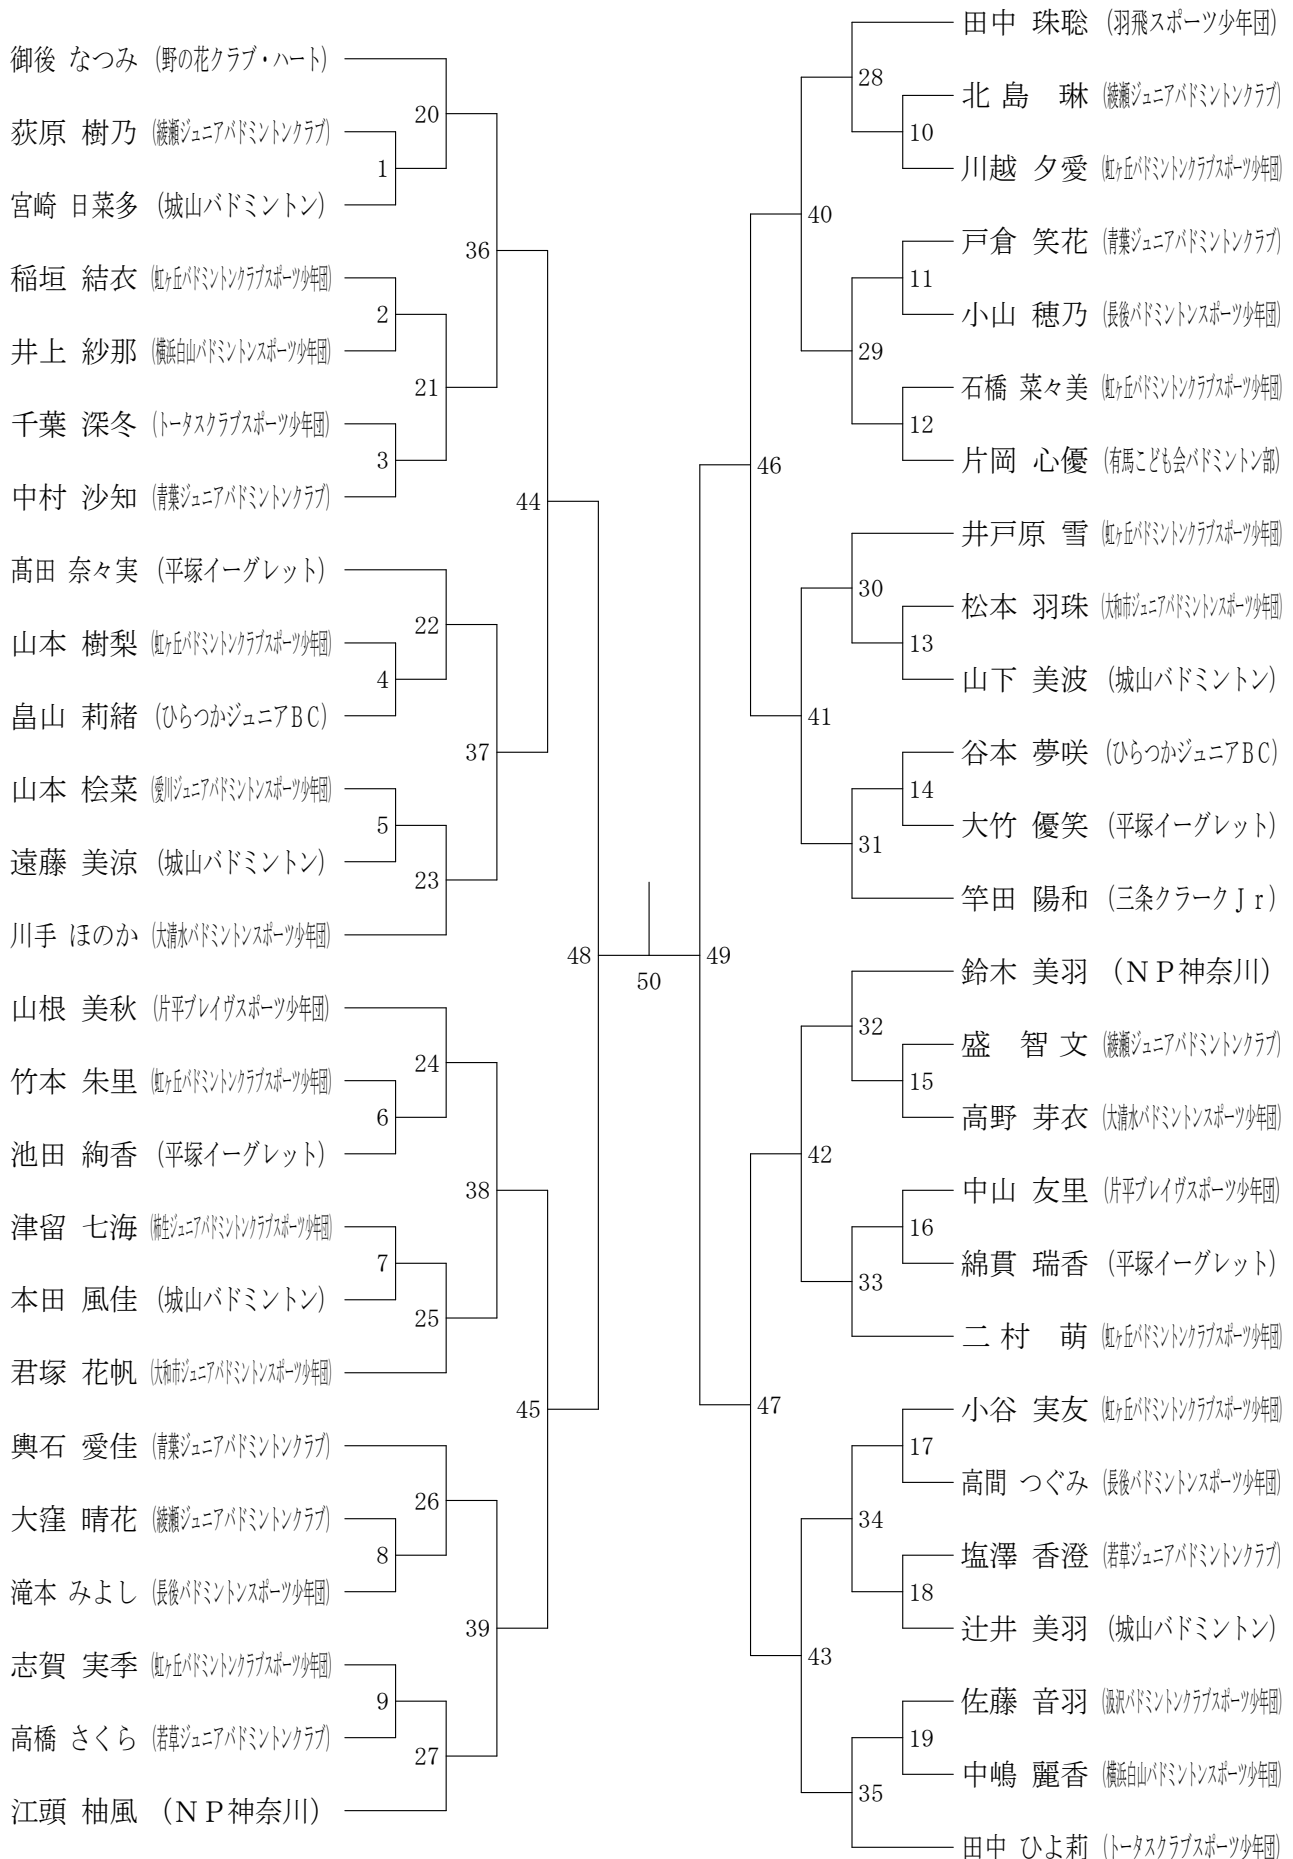 御後 なつみ (野の花クラブ・ハート)
20
荻原 樹乃 (綾瀬ジュニアバドミントンクラブ)
1
宮崎 日菜多 (城山バドミントン)
36
稲垣 結衣 (虹ヶ丘バドミントンクラブスポーツ少年団)
2
井上 紗那 (横浜白山バドミントンスポーツ少年団)
21
千葉 深冬 (トータスクラブスポーツ少年団)
3
中村 沙知 (青葉ジュニアバドミントンクラブ)
44
髙田 奈々実 (平塚イーグレット)
22
山本 樹梨 (虹ヶ丘バドミントンクラブスポーツ少年団)
4
畠山 莉緒 (ひらつかジュニアBC)
37
山本 桧菜 (愛川ジュニアバドミントンスポーツ少年団)
5
遠藤 美涼 (城山バドミントン)
23
川手 ほのか (大清水バドミントンスポーツ少年団)
48
山根 美秋 (片平ブレイヴスポーツ少年団)
24
竹本 朱里 (虹ヶ丘バドミントンクラブスポーツ少年団)
6
池田 絢香 (平塚イーグレット)
38
津留 七海 (柿生ジュニアバドミントンクラブスポーツ少年団)
7
本田 風佳 (城山バドミントン)
25
君塚 花帆 (大和市ジュニアバドミントンスポーツ少年団)
45
輿石 愛佳 (青葉ジュニアバドミントンクラブ)
26
大窪 晴花 (綾瀬ジュニアバドミントンクラブ)
8
滝本 みよし (長後バドミントンスポーツ少年団)
39
志賀 実季 (虹ヶ丘バドミントンクラブスポーツ少年団)
9
高橋 さくら (若草ジュニアバドミントンクラブ)
27
江頭 柚風 (NP神奈川)
50
田中 珠聡 (羽飛スポーツ少年団)
28
北島 琳 (綾瀬ジュニアバドミントンクラブ)
10
川越 夕愛 (虹ヶ丘バドミントンクラブスポーツ少年団)
40
戸倉 笑花 (青葉ジュニアバドミントンクラブ)
11
小山 穂乃 (長後バドミントンスポーツ少年団)
29
石橋 菜々美 (虹ヶ丘バドミントンクラブスポーツ少年団)
12
片岡 心優 (有馬こども会バドミントン部)
46
井戸原 雪 (虹ヶ丘バドミントンクラブスポーツ少年団)
30
松本 羽珠 (大和市ジュニアバドミントンスポーツ少年団)
13
山下 美波 (城山バドミントン)
41
谷本 夢咲 (ひらつかジュニアBC)
14
大竹 優笑 (平塚イーグレット)
31
竿田 陽和 (三条クラークJr)
49
鈴木 美羽 (NP神奈川)
32
盛 智文 (綾瀬ジュニアバドミントンクラブ)
15
高野 芽衣 (大清水バドミントンスポーツ少年団)
42
中山 友里 (片平ブレイヴスポーツ少年団)
16
綿貫 瑞香 (平塚イーグレット)
33
二村 萌 (虹ヶ丘バドミントンクラブスポーツ少年団)
47
小谷 実友 (虹ヶ丘バドミントンクラブスポーツ少年団)
17
高間 つぐみ (長後バドミントンスポーツ少年団)
34
塩澤 香澄 (若草ジュニアバドミントンクラブ)
18
辻井 美羽 (城山バドミントン)
43
佐藤 音羽 (汲沢バドミントンクラブスポーツ少年団)
19
中嶋 麗香 (横浜白山バドミントンスポーツ少年団)
35
田中 ひよ莉 (トータスクラブスポーツ少年団)